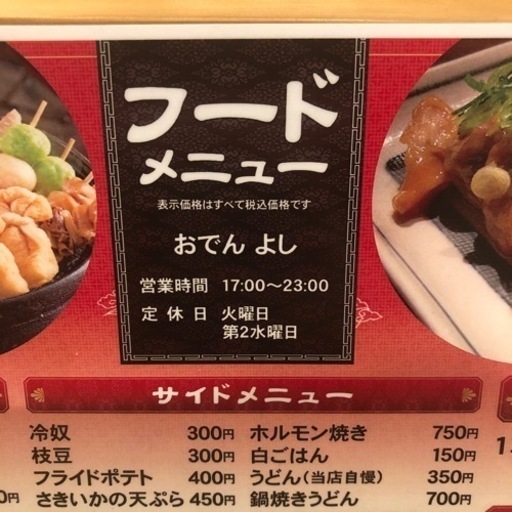 フード
メニュー
表示価格はすべて税込価格です
おでん よし
営業時間 17:00〜23:00
定休日 火曜日
第2水曜日
サイドメニュー
冷奴 300円
枝豆 300円
フライドポテト 400円
さきいかの天ぷら 450円
ホルモン焼き 750円
白ごはん 150円
うどん(当店自慢) 350円
鍋焼きうどん 700円